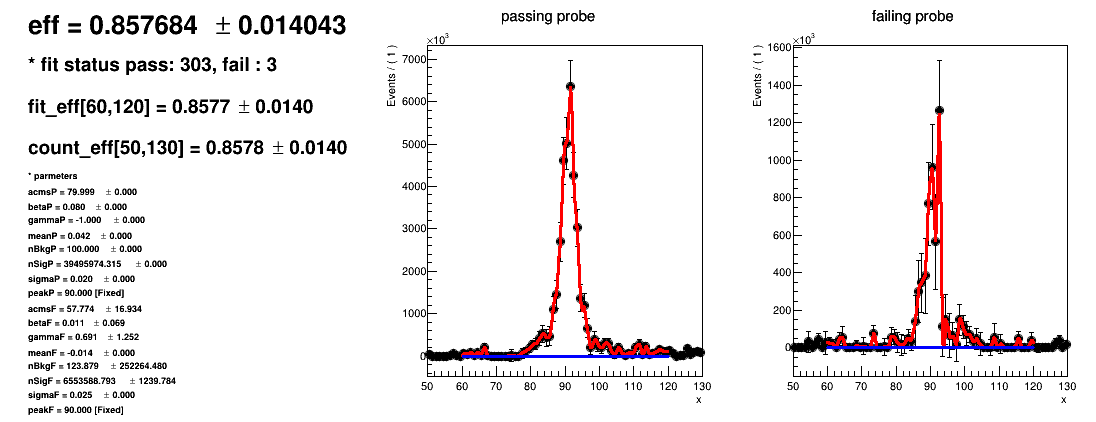 eff = 0.857684 ± 0.014043
* fit status pass: 303, fail : 3
fit_eff[60,120] = 0.8577 ± 0.0140
count_eff[50,130] = 0.8578 ± 0.0140
* parmeters
acmsP = 79.999 ± 0.000
betaP = 0.080 ± 0.000
gammaP = -1.000 ± 0.000
meanP = 0.042 ± 0.000
nBkgP = 100.000 ± 0.000
nSigP = 39495974.315 ± 0.000
sigmaP = 0.020 ± 0.000
peakP = 90.000 [Fixed]
acmsF = 57.774 ± 16.934
betaF = 0.011 ± 0.069
gammaF = 0.691 ± 1.252
meanF = -0.014 ± 0.000
nBkgF = 123.879 ± 252264.480
nSigF = 6553588.793 ± 1239.784
sigmaF = 0.025 ± 0.000
peakF = 90.000 [Fixed]
passing probe
×10³
Events / ( 1 )
7000
6000
5000
4000
3000
2000
1000
0
50 60 70 80 90 100 110 120 130
x
failing probe
×10³
Events / ( 1 )
1600
1400
1200
1000
800
600
400
200
0
50 60 70 80 90 100 110 120 130
x